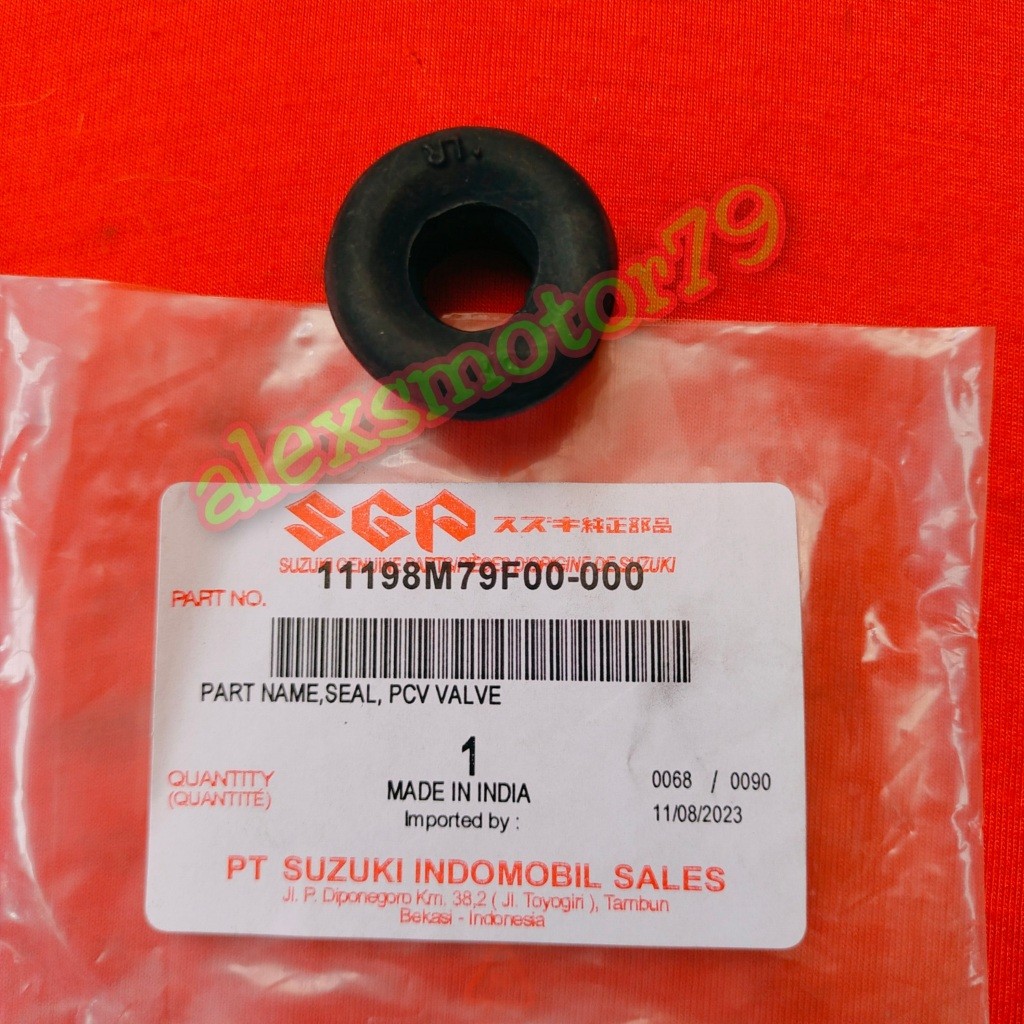 LR
alexsmotor79
SGP スズキ純正部品
SUZUKI GENUINE PARTS/PIÈCES D'ORIGINE DE SUZUKI
11198M79F00-000
PART NO.
PART NAME,SEAL, PCV VALVE
1
QUANTITY
(QUANTITÉ)
MADE IN INDIA
0068 / 0090
Imported by :
11/08/2023
PT SUZUKI INDOMOBIL SALES
Jl. P. Diponegoro Km. 38,2 ( Jl. Toyogiri ), Tambun
Bekasi - Indonesia